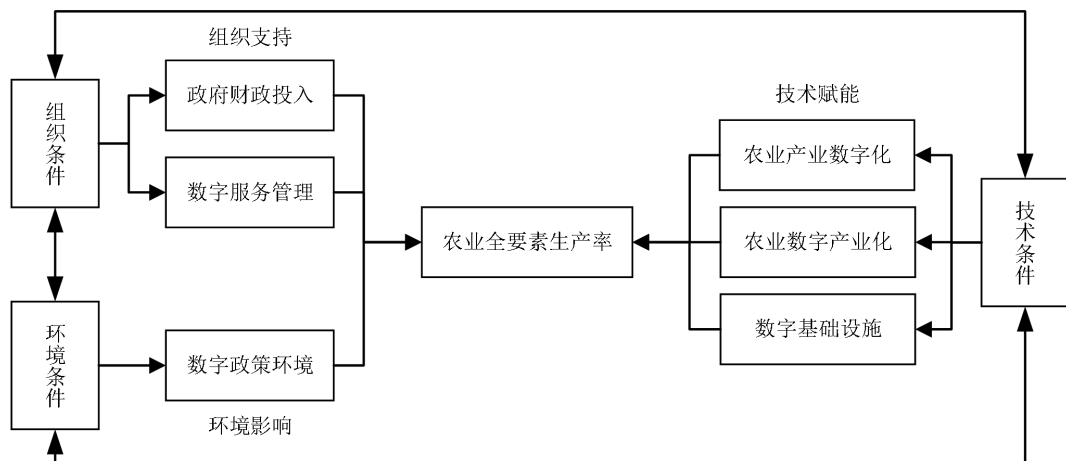 组织支持
政府财政投入
组织条件
数字服务管理
技术赋能
农业产业数字化
农业全要素生产率
农业数字产业化
技术条件
数字基础设施
环境条件
数字政策环境
环境影响